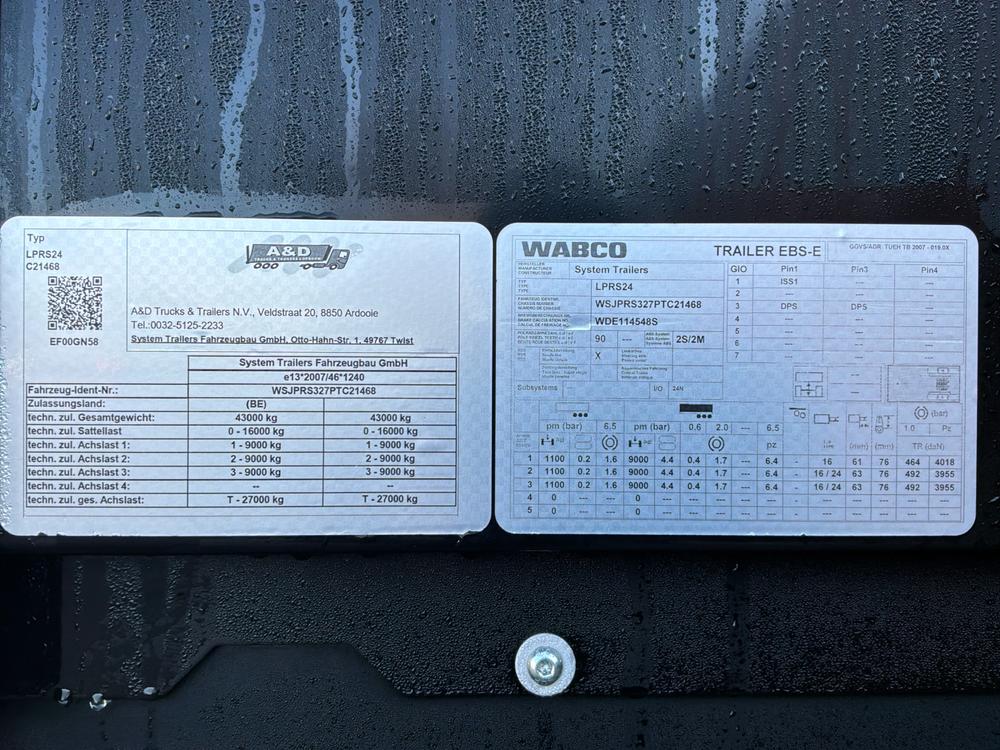 Typ
LPRS24
C21468
EF00GN58
A&D
A&D Trucks & Trailers N.V., Veldstraat 20, 8850 Ardooie
Tel.:0032-5125-2233
System Trailers Fahrzeugbau GmbH, Otto-Hahn-Str. 1, 49767 Twist
System Trailers Fahrzeugbau GmbH
e13*2007/46*1240
Fahrzeug-Ident-Nr.: WSJPRS327PTC21468
Zulassungsland: (BE)
techn. zul. Gesamtgewicht: 43000 kg 43000 kg
techn. zul. Sattellast 0 - 16000 kg 0 - 16000 kg
techn. zul. Achslast 1: 1 - 9000 kg 1 - 9000 kg
techn. zul. Achslast 2: 2 - 9000 kg 2 - 9000 kg
techn. zul. Achslast 3: 3 - 9000 kg 3 - 9000 kg
techn. zul. Achslast 4: -- --
techn. zul. ges. Achslast: T - 27000 kg T - 27000 kg
WABCO TRAILER EBS-E GGVS/ADR: TUEH TB 2007 - 019.0X
System Trailers
LPRS24
WSJPRS327PTC21468
WDE114548S
90 --- 2S/2M
X
Subsystems --- I/O 24N
GIO Pin1 Pin3 Pin4
1 ISS1 --- ---
2 --- --- ---
3 DPS DPS ---
4 --- --- ---
5 --- --- ---
6 --- --- ---
7 --- --- ---
pm (bar) 6.5 pm (bar) 0.6 2.0 --- 6.5
(bar)
1.0 Pz
pz (mm) (mm) TR (daN)
1 1100 0.2 1.6 9000 4.4 0.4 1.7 --- 6.4 - 16 61 76 464 4018
2 1100 0.2 1.6 9000 4.4 0.4 1.7 --- 6.4 - 16 / 24 63 76 492 3955
3 1100 0.2 1.6 9000 4.4 0.4 1.7 --- 6.4 - 16 / 24 63 76 492 3955
4 0 0
5 0 0